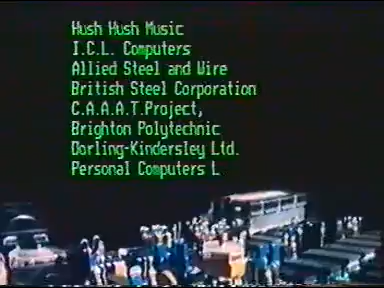 Hush Hush Music
I.C.L. Computers
Allied Steel and Wire
British Steel Corporation
C.A.A.A.T.Project,
Brighton Polytechnic
Dorling-Kindersley Ltd.
Personal Computers L